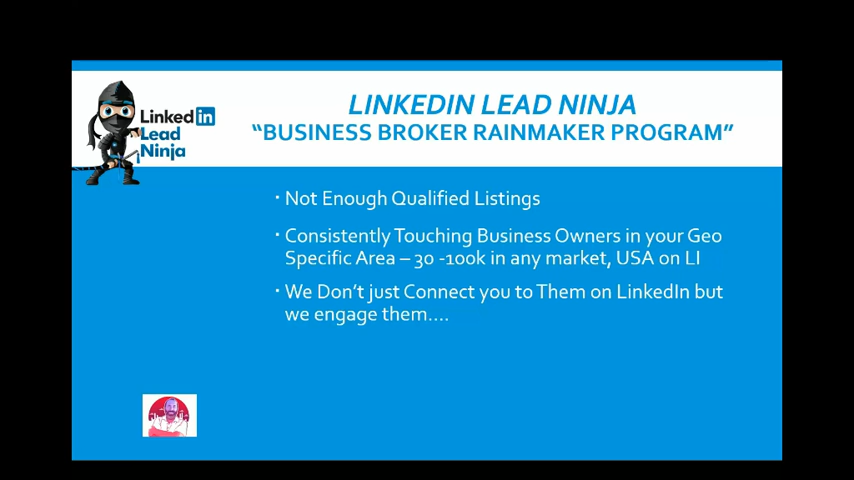 Linked in
Lead
Ninja
LINKEDIN LEAD NINJA
“BUSINESS BROKER RAINMAKER PROGRAM”
· Not Enough Qualified Listings
· Consistently Touching Business Owners in your Geo
Specific Area – 30 -100k in any market, USA on LI
· We Don’t just Connect you to Them on LinkedIn but
we engage them....